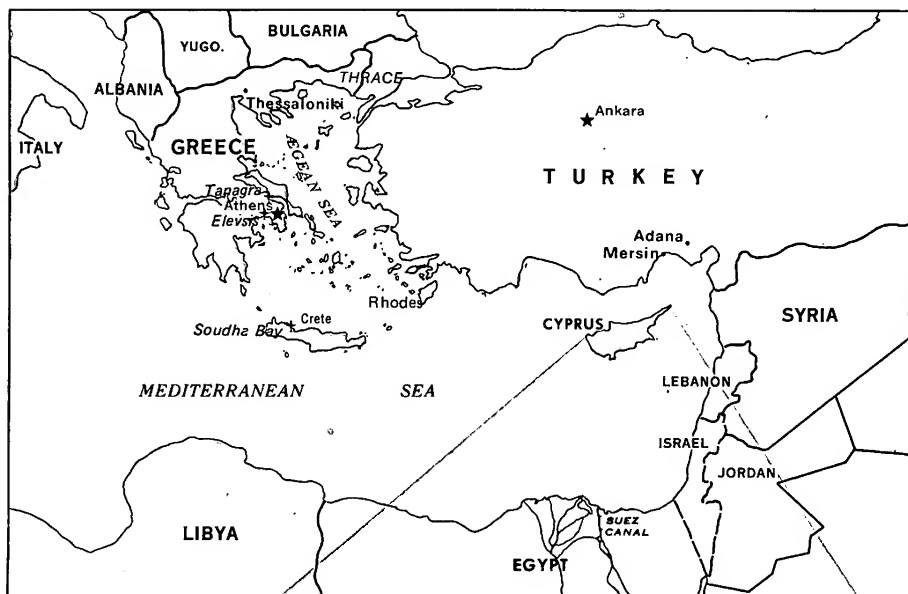 BULGARIA
YUGO.
THRACE
ALBANIA
Thessaloniki
Ankara
ITALY
GREECE
ÆGEAN SEA
TURKEY
Tanagra
Athens
Elevsis
Adana
Mersin
Rhodes
Crete
Soudha Bay
CYPRUS
SYRIA
LEBANON
MEDITERRANEAN SEA
ISRAEL
JORDAN
LIBYA
SUEZ
CANAL
EGYPT